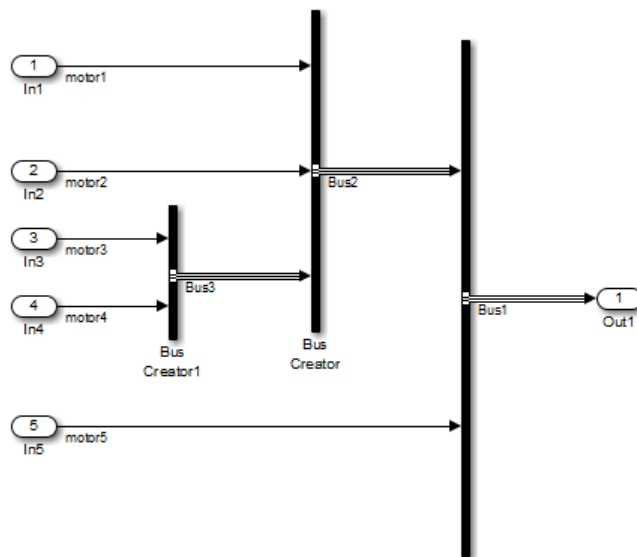 1
motor1
In1
2
motor2
In2
Bus2
3
motor3
In3
Bus3
4
motor4
In4
Bus1
1
Out1
Bus
Creator
Bus
Creator1
5
motor5
In5